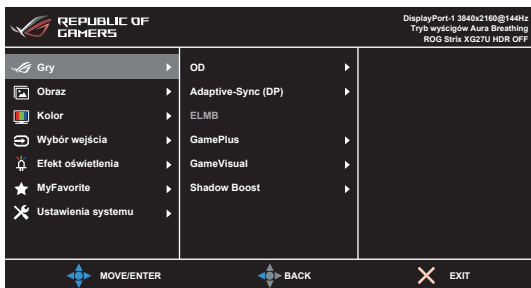 REPUBLIC OF
GAMERS
DisplayPort-1 3840x2160@144Hz
Tryb wyścigów Aura Breathing
ROG Strix XG27U HDR OFF
Gry
Obraz
Kolor
Wybór wejścia
Efekt oświetlenia
MyFavorite
Ustawienia systemu
OD
Adaptive-Sync (DP)
ELMB
GamePlus
GameVisual
Shadow Boost
MOVE/ENTER
BACK
EXIT